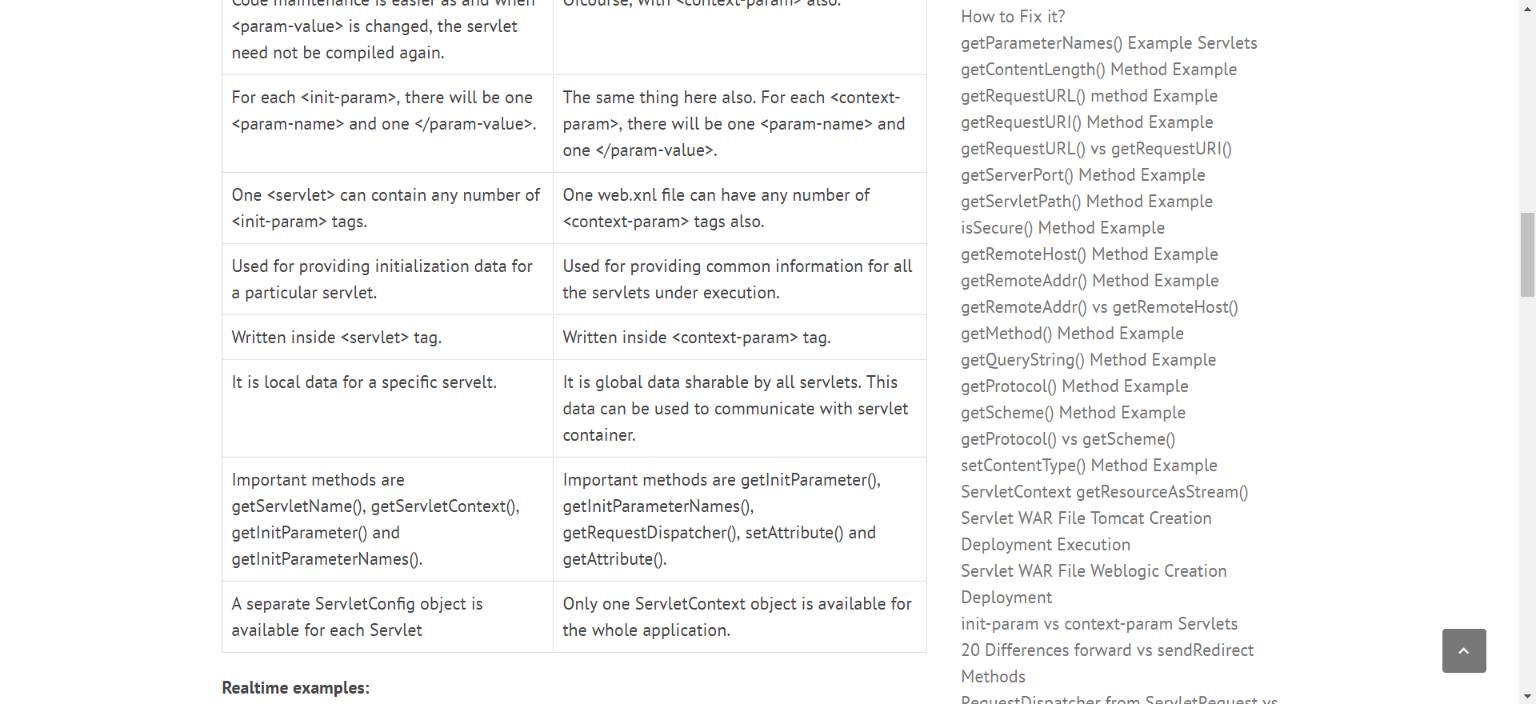 Code maintenance is easier as and when
<param-value> is changed, the servlet
need not be compiled again.
Ofcourse, with <context-param> also.
For each <init-param>, there will be one
<param-name> and one </param-value>.
The same thing here also. For each <context-
param>, there will be one <param-name> and
one </param-value>.
One <servlet> can contain any number of
<init-param> tags.
One web.xnl file can have any number of
<context-param> tags also.
Used for providing initialization data for
a particular servlet.
Used for providing common information for all
the servlets under execution.
Written inside <servlet> tag.
Written inside <context-param> tag.
It is local data for a specific servelt.
It is global data sharable by all servlets. This
data can be used to communicate with servlet
container.
Important methods are
getServletName(), getServletContext(),
getInitParameter() and
getInitParameterNames().
Important methods are getInitParameter(),
getInitParameterNames(),
getRequestDispatcher(), setAttribute() and
getAttribute().
A separate ServletConfig object is
available for each Servlet
Only one ServletContext object is available for
the whole application.
Realtime examples:
How to Fix it?
getParameterNames() Example Servlets
getContentLength() Method Example
getRequestURL() method Example
getRequestURI() Method Example
getRequestURL() vs getRequestURI()
getServerPort() Method Example
getServletPath() Method Example
isSecure() Method Example
getRemoteHost() Method Example
getRemoteAddr() Method Example
getRemoteAddr() vs getRemoteHost()
getMethod() Method Example
getQueryString() Method Example
getProtocol() Method Example
getScheme() Method Example
getProtocol() vs getScheme()
setContentType() Method Example
ServletContext getResourceAsStream()
Servlet WAR File Tomcat Creation
Deployment Execution
Servlet WAR File Weblogic Creation
Deployment
init-param vs context-param Servlets
20 Differences forward vs sendRedirect
Methods
RequestDispatcher from ServletRequest vs